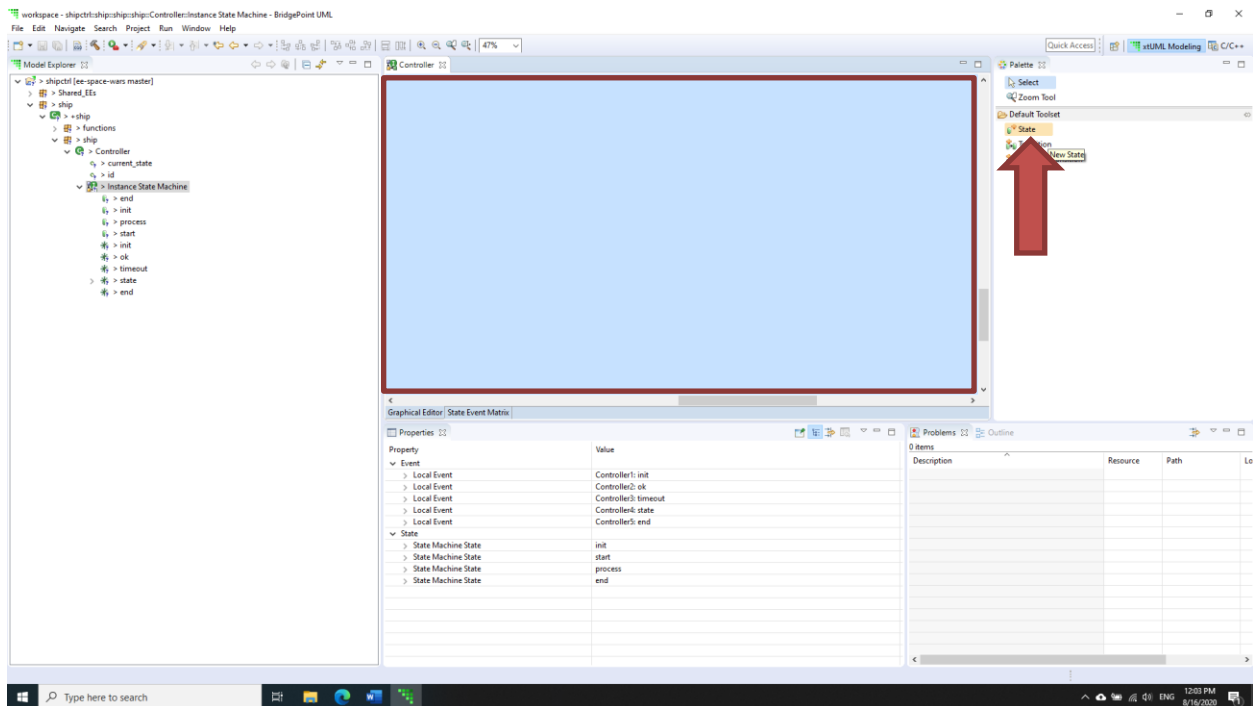 workspace - shipctrl::ship::ship::ship::Controller::Instance State Machine - BridgePoint UML
File Edit Navigate Search Project Run Window Help
47%
Quick Access
xtUML Modeling
C/C++
Model Explorer
> shipctrl [ee-space-wars master]
> Shared_EEs
> ship
> +ship
> functions
> ship
> Controller
> current_state
> id
> Instance State Machine
> end
> init
> process
> start
> init
> ok
> timeout
> state
> end
Controller
Graphical Editor State Event Matrix
Palette
Select
Zoom Tool
Default Toolset
State
New State
Properties
Property Value
Event
Local Event Controller1: init
Local Event Controller2: ok
Local Event Controller3: timeout
Local Event Controller4: state
Local Event Controller5: end
State
State Machine State init
State Machine State start
State Machine State process
State Machine State end
Problems Outline
0 items
Description Resource Path Lo
Type here to search
ENG
12:03 PM
8/16/2020